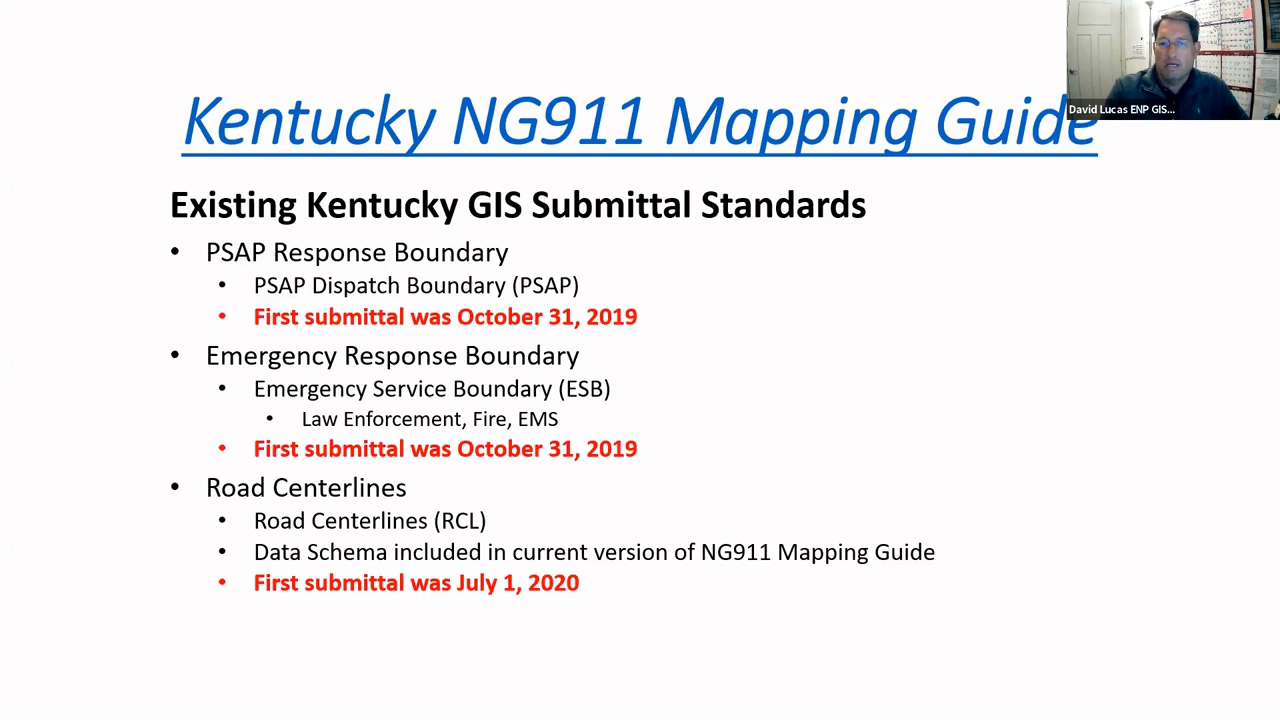 Kentucky NG911 Mapping Guide
David Lucas ENP GIS...
Existing Kentucky GIS Submittal Standards
• PSAP Response Boundary
• PSAP Dispatch Boundary (PSAP)
• First submittal was October 31, 2019
• Emergency Response Boundary
• Emergency Service Boundary (ESB)
• Law Enforcement, Fire, EMS
• First submittal was October 31, 2019
• Road Centerlines
• Road Centerlines (RCL)
• Data Schema included in current version of NG911 Mapping Guide
• First submittal was July 1, 2020